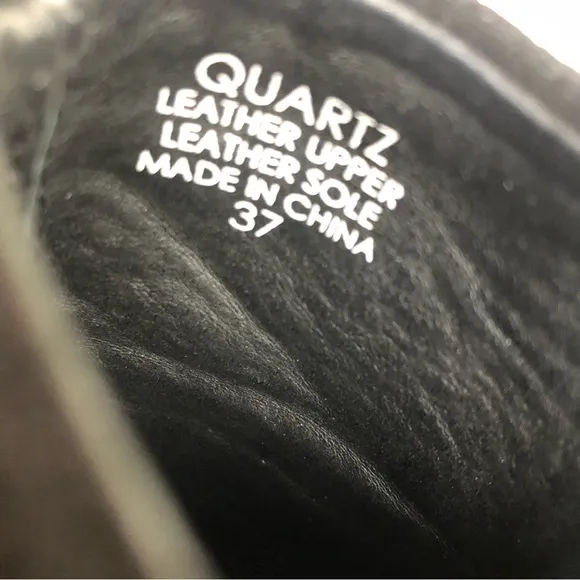 QUARTZ
LEATHER UPPER
LEATHER SOLE
MADE IN CHINA
37